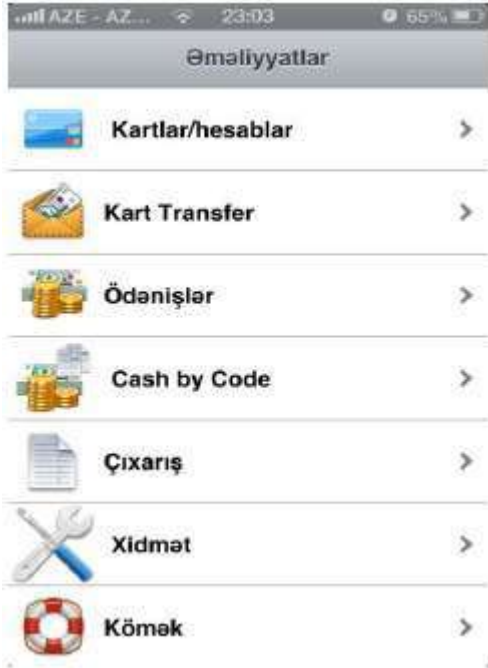 AZE - AZ... 23:03 65%
Əməliyyatlar
Kartlar/hesablar
Kart Transfer
Ödənişlər
Cash by Code
Çıxarış
Xidmət
Kömək